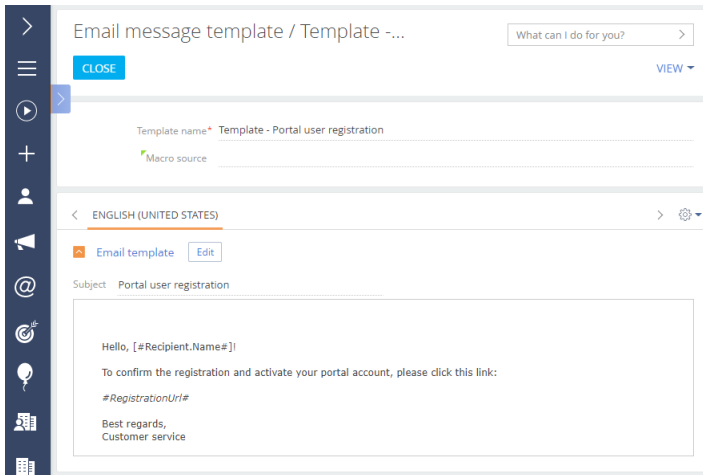 Email message template / Template -...
What can I do for you?
CLOSE
VIEW
Template name* Template - Portal user registration
Macro source
ENGLISH (UNITED STATES)
Email template Edit
Subject Portal user registration
Hello, [#Recipient.Name#]!
To confirm the registration and activate your portal account, please click this link:
#RegistrationUrl#
Best regards,
Customer service